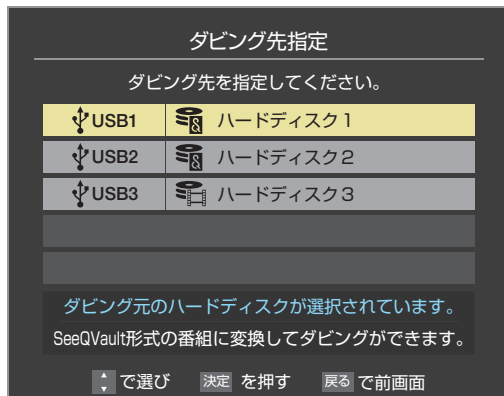 ダビング先指定
ダビング先を指定してください。
USB1 ハードディスク1
USB2 ハードディスク2
USB3 ハードディスク3
ダビング元のハードディスクが選択されています。
SeeQVault形式の番組に変換してダビングができます。
で選び 決定 を押す 戻る で前画面